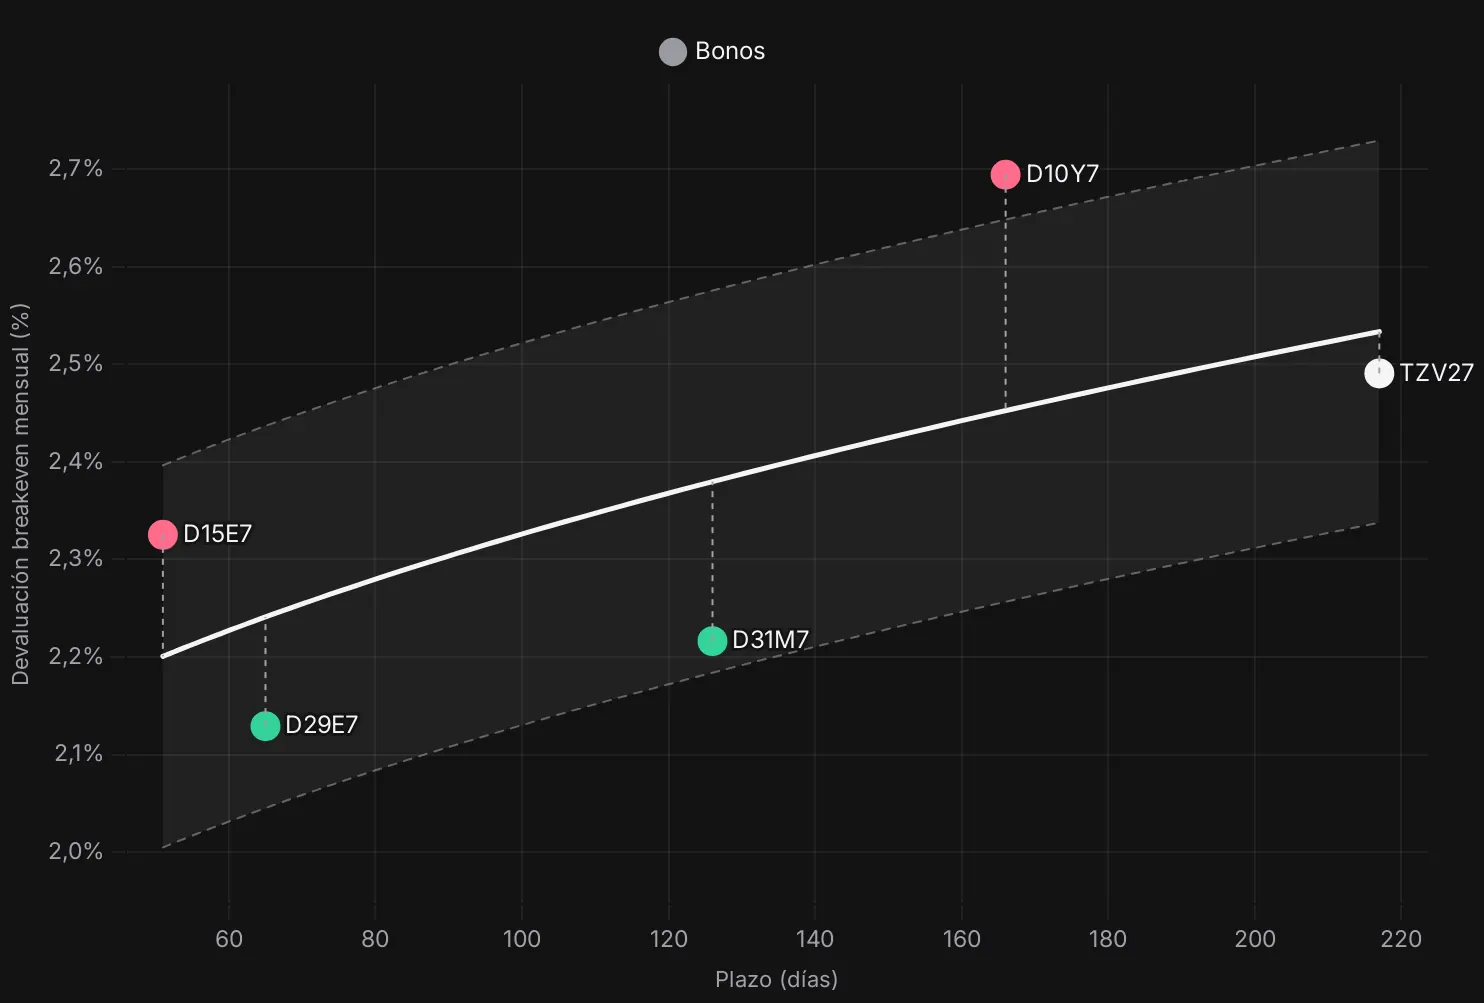 Bonos
Devaluación breakeven mensual (%)
2,7%
2,6%
2,5%
2,4%
2,3%
2,2%
2,1%
2,0%
D10Y7
TZV27
D15E7
D31M7
D29E7
60 80 100 120 140 160 180 200 220
Plazo (días)